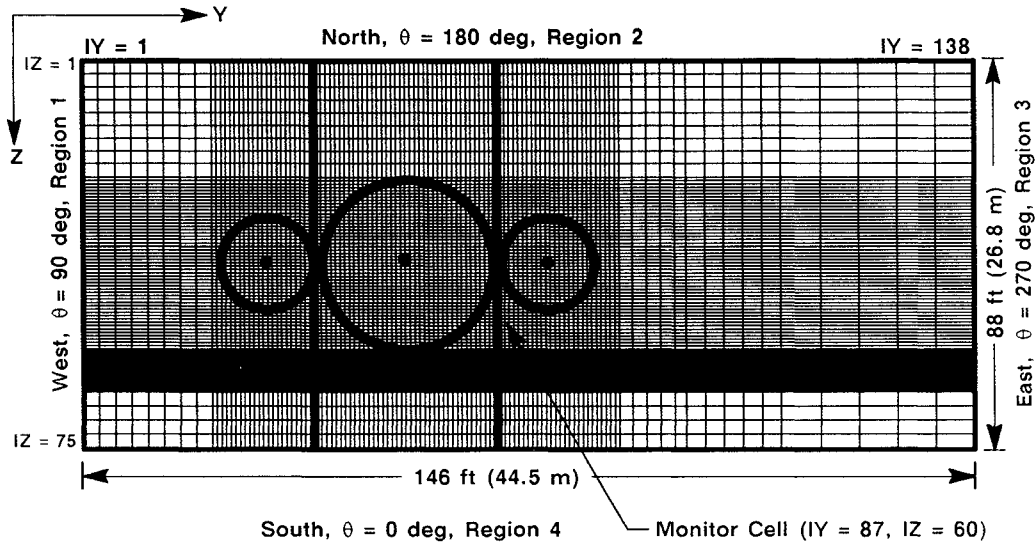 Y
North, θ = 180 deg, Region 2
IY = 1
IY = 138
IZ = 1
Z
West, θ = 90 deg, Region 1
88 ft (26.8 m)
East, θ = 270 deg, Region 3
IZ = 75
146 ft (44.5 m)
South, θ = 0 deg, Region 4
Monitor Cell (IY = 87, IZ = 60)